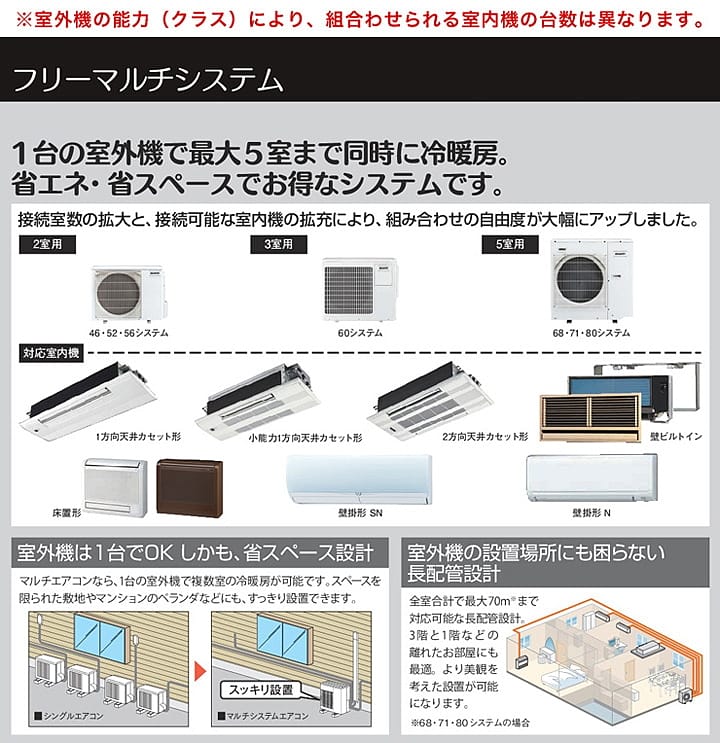 ※室外機の能力（クラス）により、組合わせられる室内機の台数は異なります。
フリーマルチシステム
1台の室外機で最大5室まで同時に冷暖房。
省エネ・省スペースでお得なシステムです。
接続室数の拡大と、接続可能な室内機の拡充により、組み合わせの自由度が大幅にアップしました。
2室用
3室用
5室用
46・52・56システム
60システム
68・71・80システム
対応室内機
1方向天井カセット形
小能力1方向天井カセット形
2方向天井カセット形
壁ビルトイン
床置形
壁掛形 SN
壁掛形 N
室外機は1台でOK しかも、省スペース設計
マルチエアコンなら、1台の室外機で複数室の冷暖房が可能です。スペースを
限られた敷地やマンションのベランダなどにも、すっきり設置できます。
スッキリ設置
■シングルエアコン
■マルチシステムエアコン
室外機の設置場所にも困らない
長配管設計
全室合計で最大70m※まで
対応可能な長配管設計。
3階と1階などの
離れたお部屋にも
最適。より美観を
考えた設置が可能
になります。
※68・71・80システムの場合